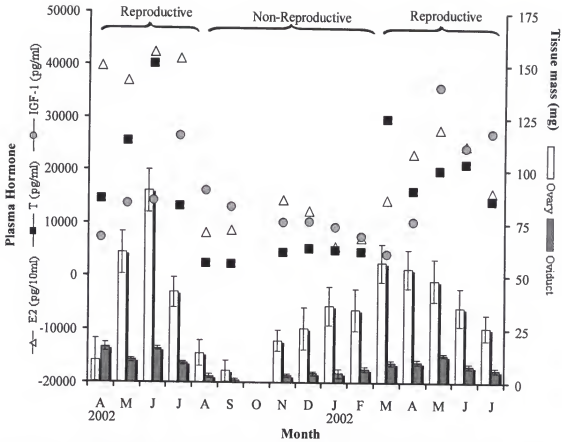 Reproductive Non-Reproductive Reproductive
50000
40000
30000
20000
10000
0
-10000
-20000
Plasma Hormone
E2 (pg/10ml) T (pg/ml) IGF-1 (pg/ml)
175
150
125
100
75
50
25
0
Tissue mass (mg)
Oviduct Ovary
A M J J A S O N D J F M A M J J
2002 2002
Month